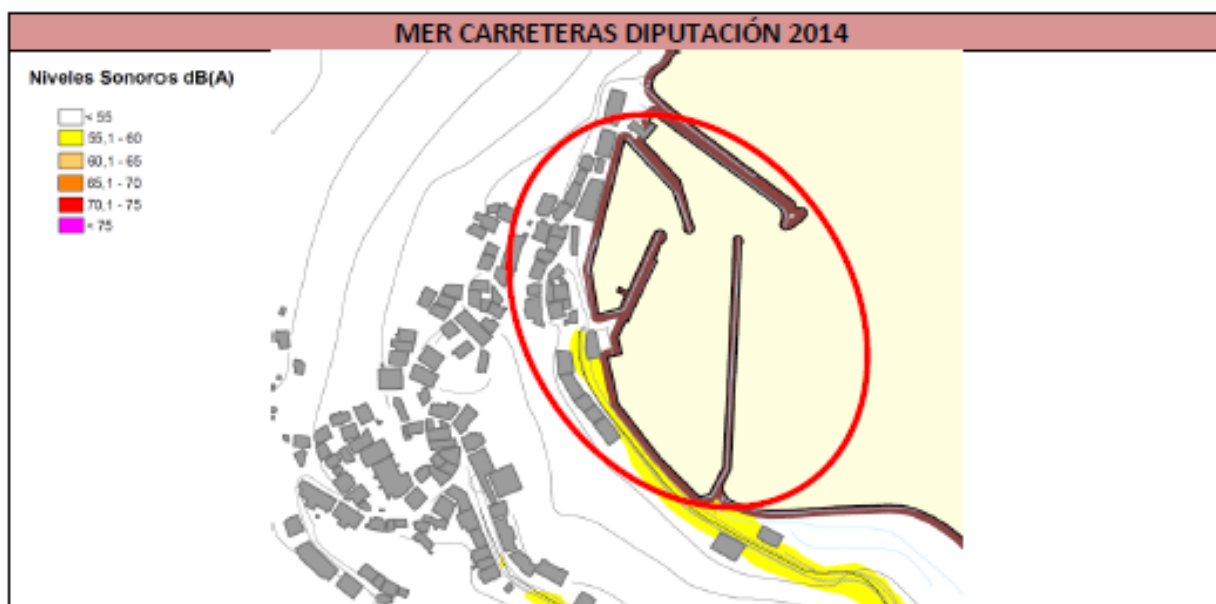 MER CARRETERAS DIPUTACIÓN 2014
Niveles Sonoros dB(A)
< 55
55,1 - 60
60,1 - 65
65,1 - 70
70,1 - 75
< 75